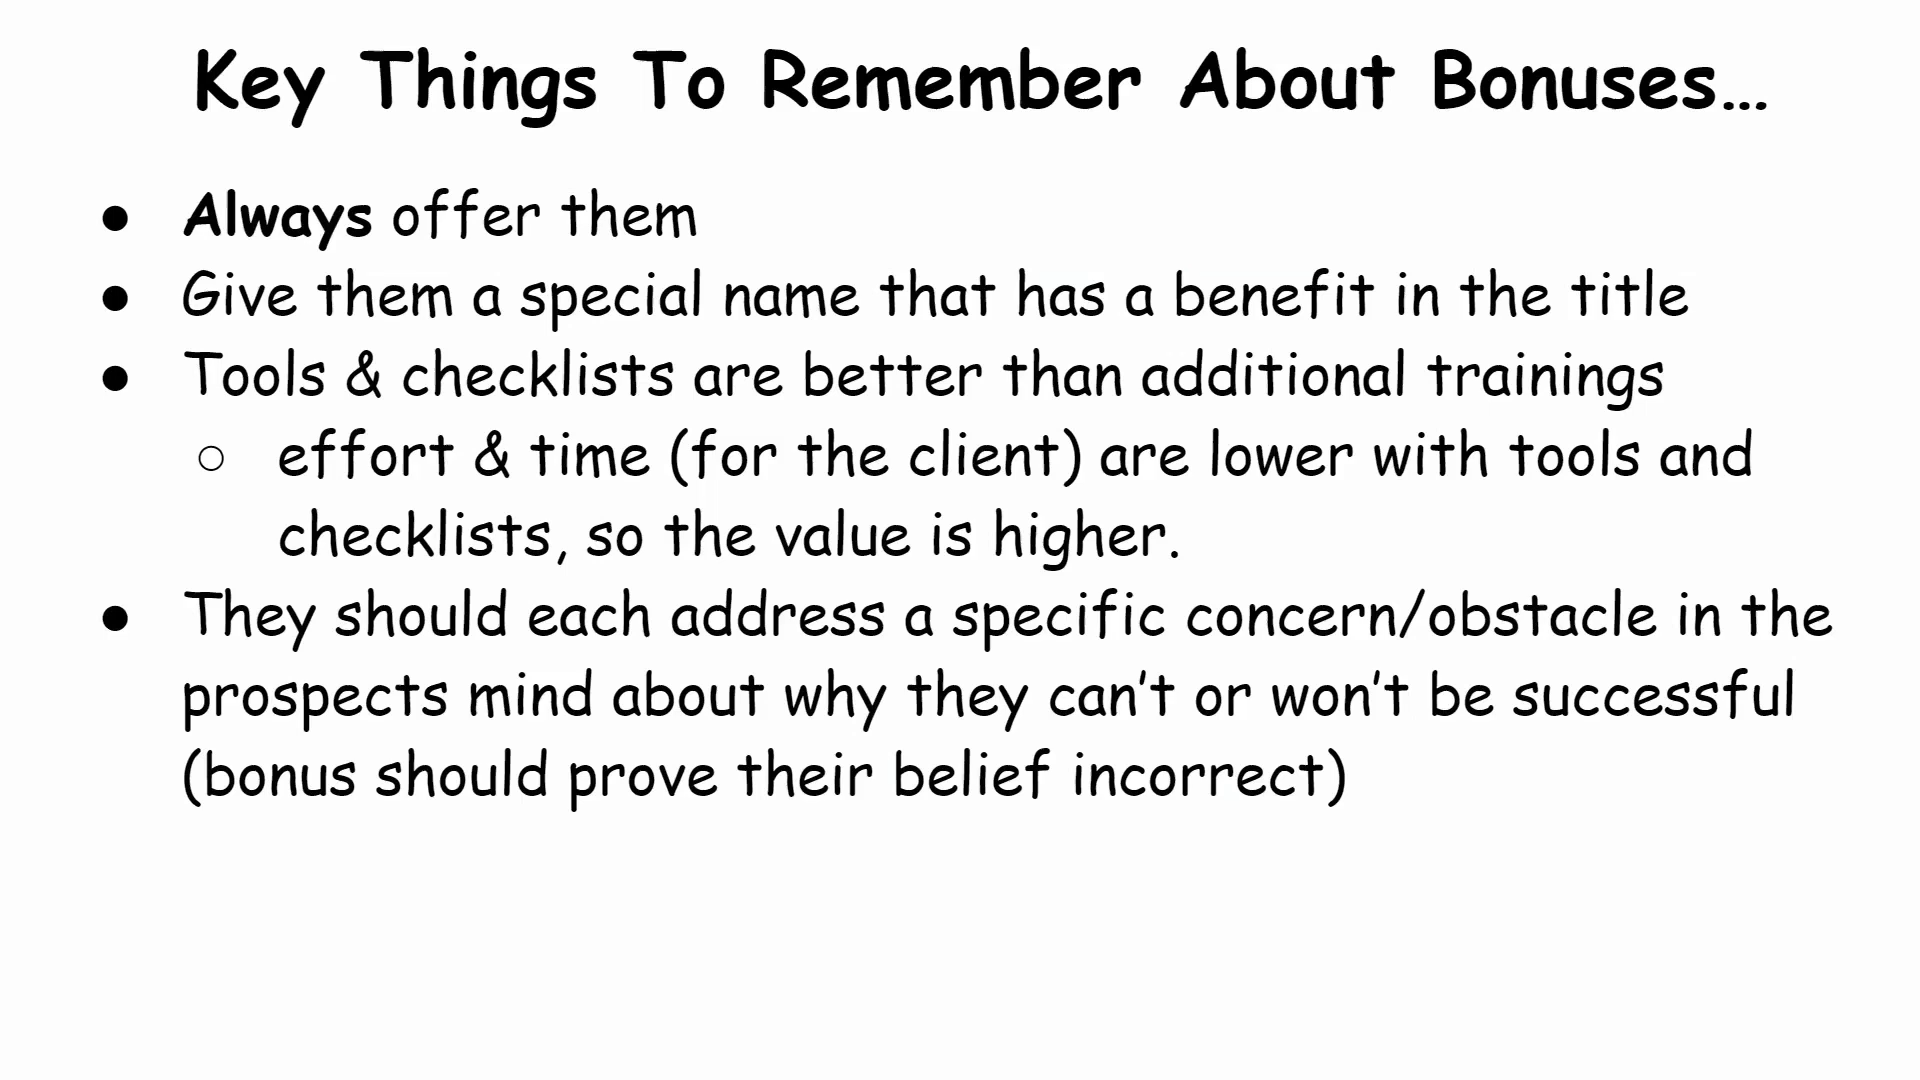 Key Things To Remember About Bonuses...
● Always offer them
● Give them a special name that has a benefit in the title
● Tools & checklists are better than additional trainings
○ effort & time (for the client) are lower with tools and
checklists, so the value is higher.
● They should each address a specific concern/obstacle in the
prospects mind about why they can't or won't be successful
(bonus should prove their belief incorrect)